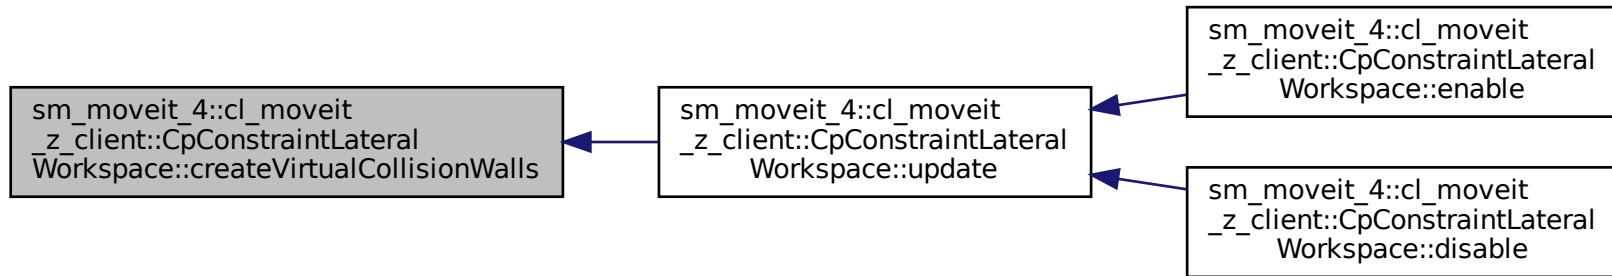 sm_moveit_4::cl_moveit
_z_client::CpConstraintLateral
Workspace::createVirtualCollisionWalls
sm_moveit_4::cl_moveit
_z_client::CpConstraintLateral
Workspace::update
sm_moveit_4::cl_moveit
_z_client::CpConstraintLateral
Workspace::enable
sm_moveit_4::cl_moveit
_z_client::CpConstraintLateral
Workspace::disable